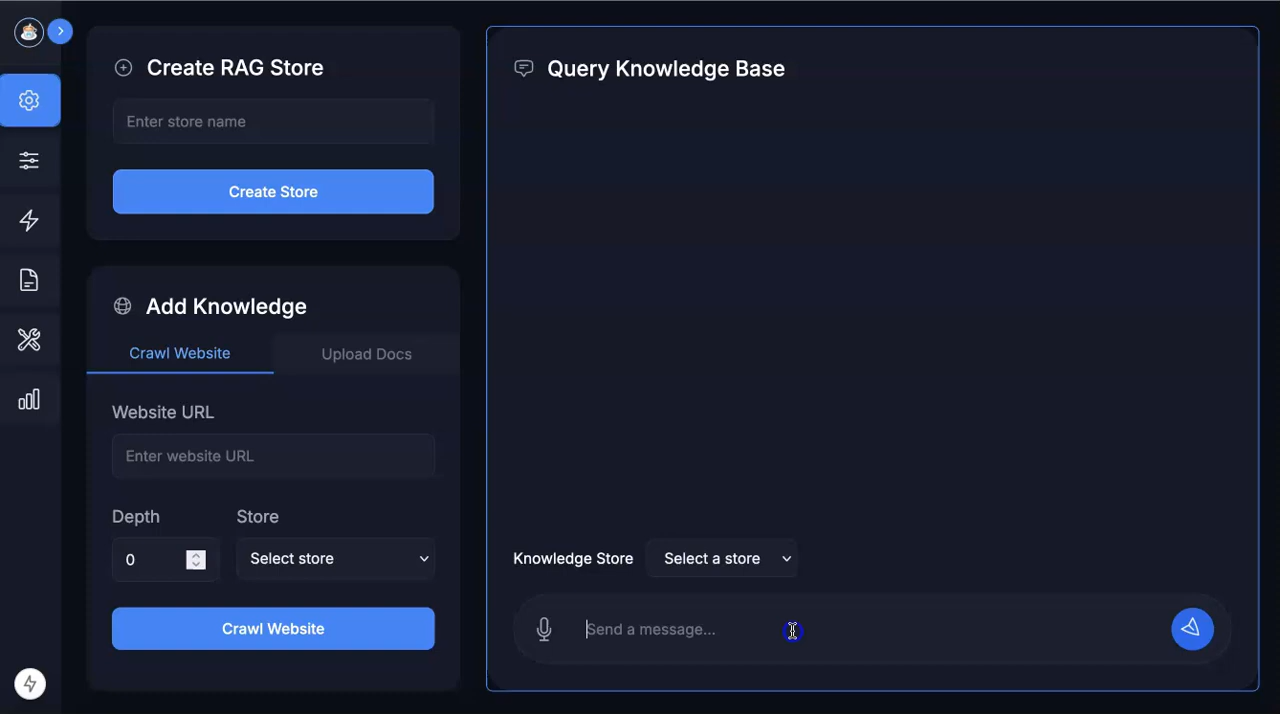 Create RAG Store
Enter store name
Create Store
Add Knowledge
Crawl Website
Upload Docs
Website URL
Enter website URL
Depth
Store
0
Select store
Crawl Website
Query Knowledge Base
Knowledge Store
Select a store
Send a message...